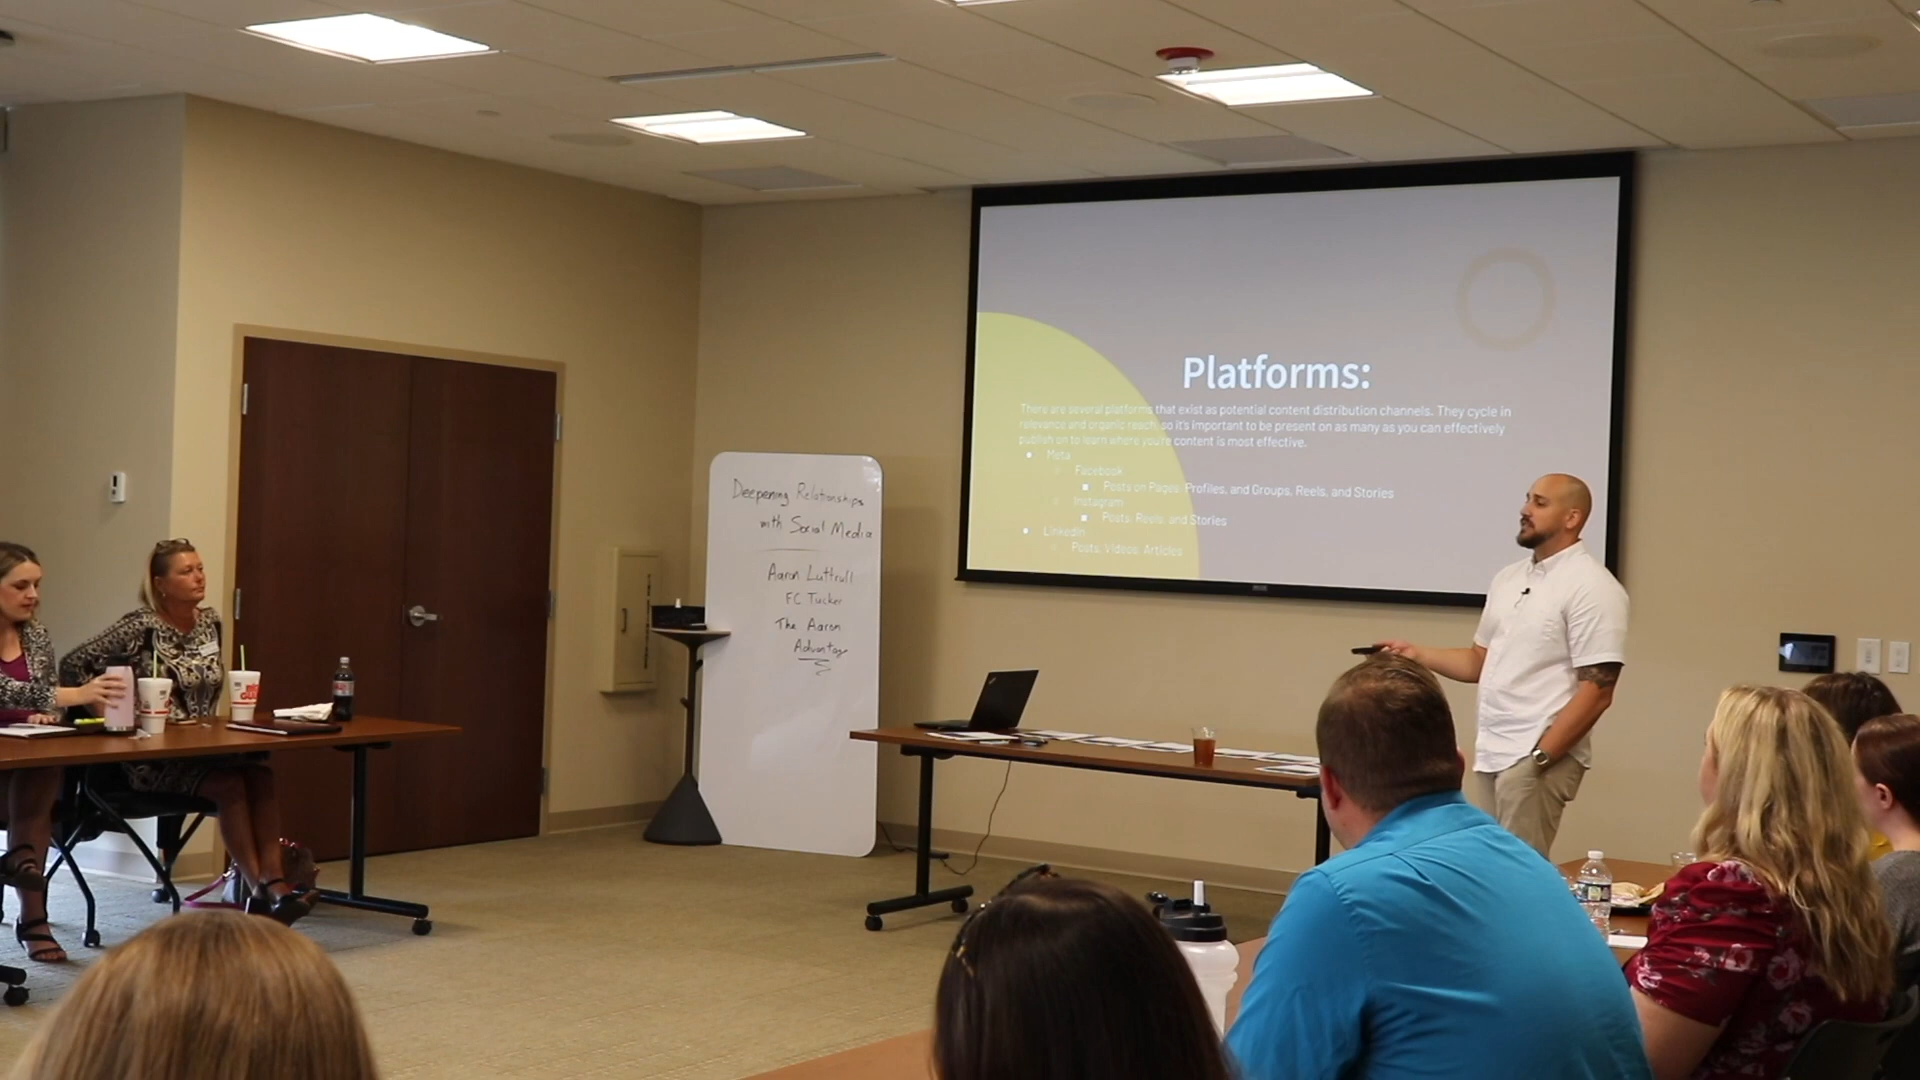 Platforms:
There are several platforms that exist as potential content distribution channels. They cycle in
relevance and organic reach, so it's important to be present on as many as you can effectively
publish on to learn where you're content is most effective.
Meta
Facebook
Posts on Pages, Profiles, and Groups, Reels, and Stories
Instagram
Posts, Reels, and Stories
LinkedIn
Posts, Videos, Articles
Deepening Relationships
with Social Media
Aaron Luttrull
FC Tucker
The Aaron
Advantage